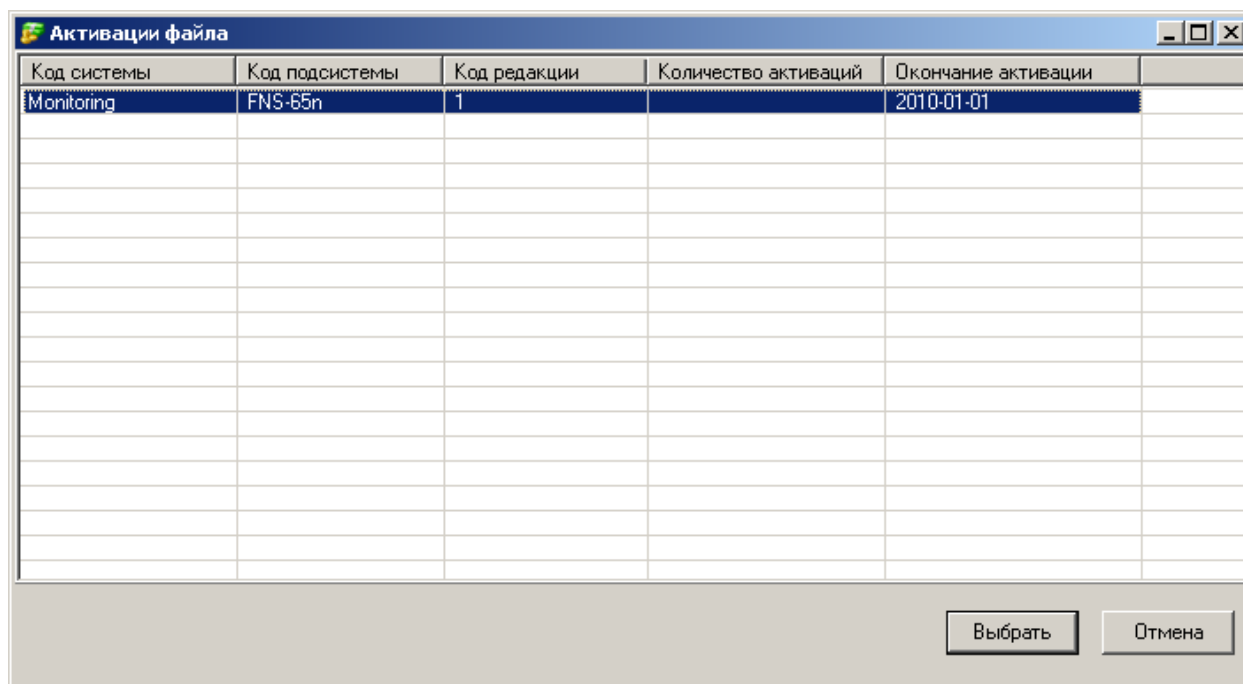 Активации файла
Код системы Код подсистемы Код редакции Количество активаций Окончание активации
Monitoring FNS-65n 1 2010-01-01
Выбрать Отмена